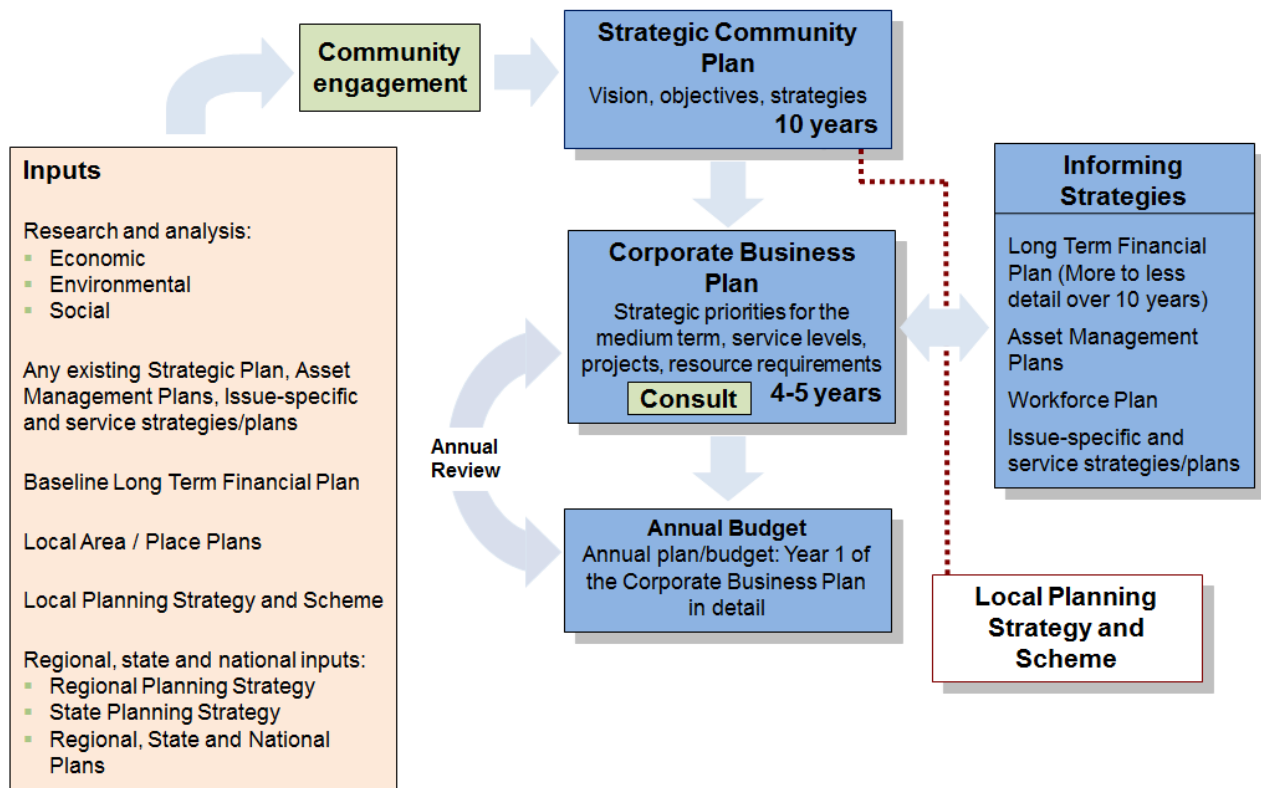 Community
engagement
Strategic Community
Plan
Vision, objectives, strategies
10 years
Inputs
Research and analysis:
Economic
Environmental
Social
Any existing Strategic Plan, Asset
Management Plans, Issue-specific
and service strategies/plans
Baseline Long Term Financial Plan
Local Area / Place Plans
Local Planning Strategy and Scheme
Regional, state and national inputs:
Regional Planning Strategy
State Planning Strategy
Regional, State and National
Plans
Corporate Business
Plan
Strategic priorities for the
medium term, service levels,
projects, resource requirements
Consult 4-5 years
Annual
Review
Annual Budget
Annual plan/budget: Year 1 of
the Corporate Business Plan
in detail
Informing
Strategies
Long Term Financial
Plan (More to less
detail over 10 years)
Asset Management
Plans
Workforce Plan
Issue-specific and
service strategies/plans
Local Planning
Strategy and
Scheme